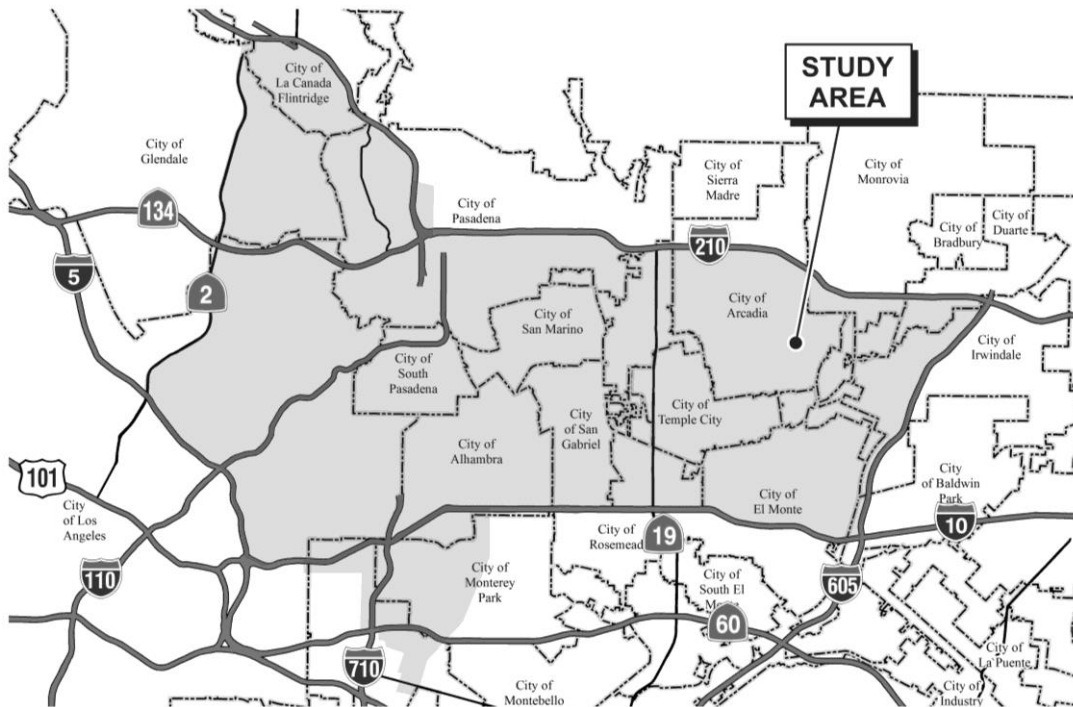 City of
La Canada
Flintridge
STUDY
AREA
City of
Glendale
City of
Sierra
Madre
City of
Monrovia
134
City of
Pasadena
City of
Duarte
City of
Bradbury
210
5
2
City of
Arcadia
City of
San Marino
City of
Irwindale
City of
South
Pasadena
City of
Temple City
City
of San
Gabriel
City of
Alhambra
101
City
of Los
Angeles
City of
El Monte
City
of Baldwin
Park
10
City of
Rosemead
19
110
City of
Monterey
Park
City of
South El
M
605
60
710
City of
La Puente
City of
Montebello
City of
Industry